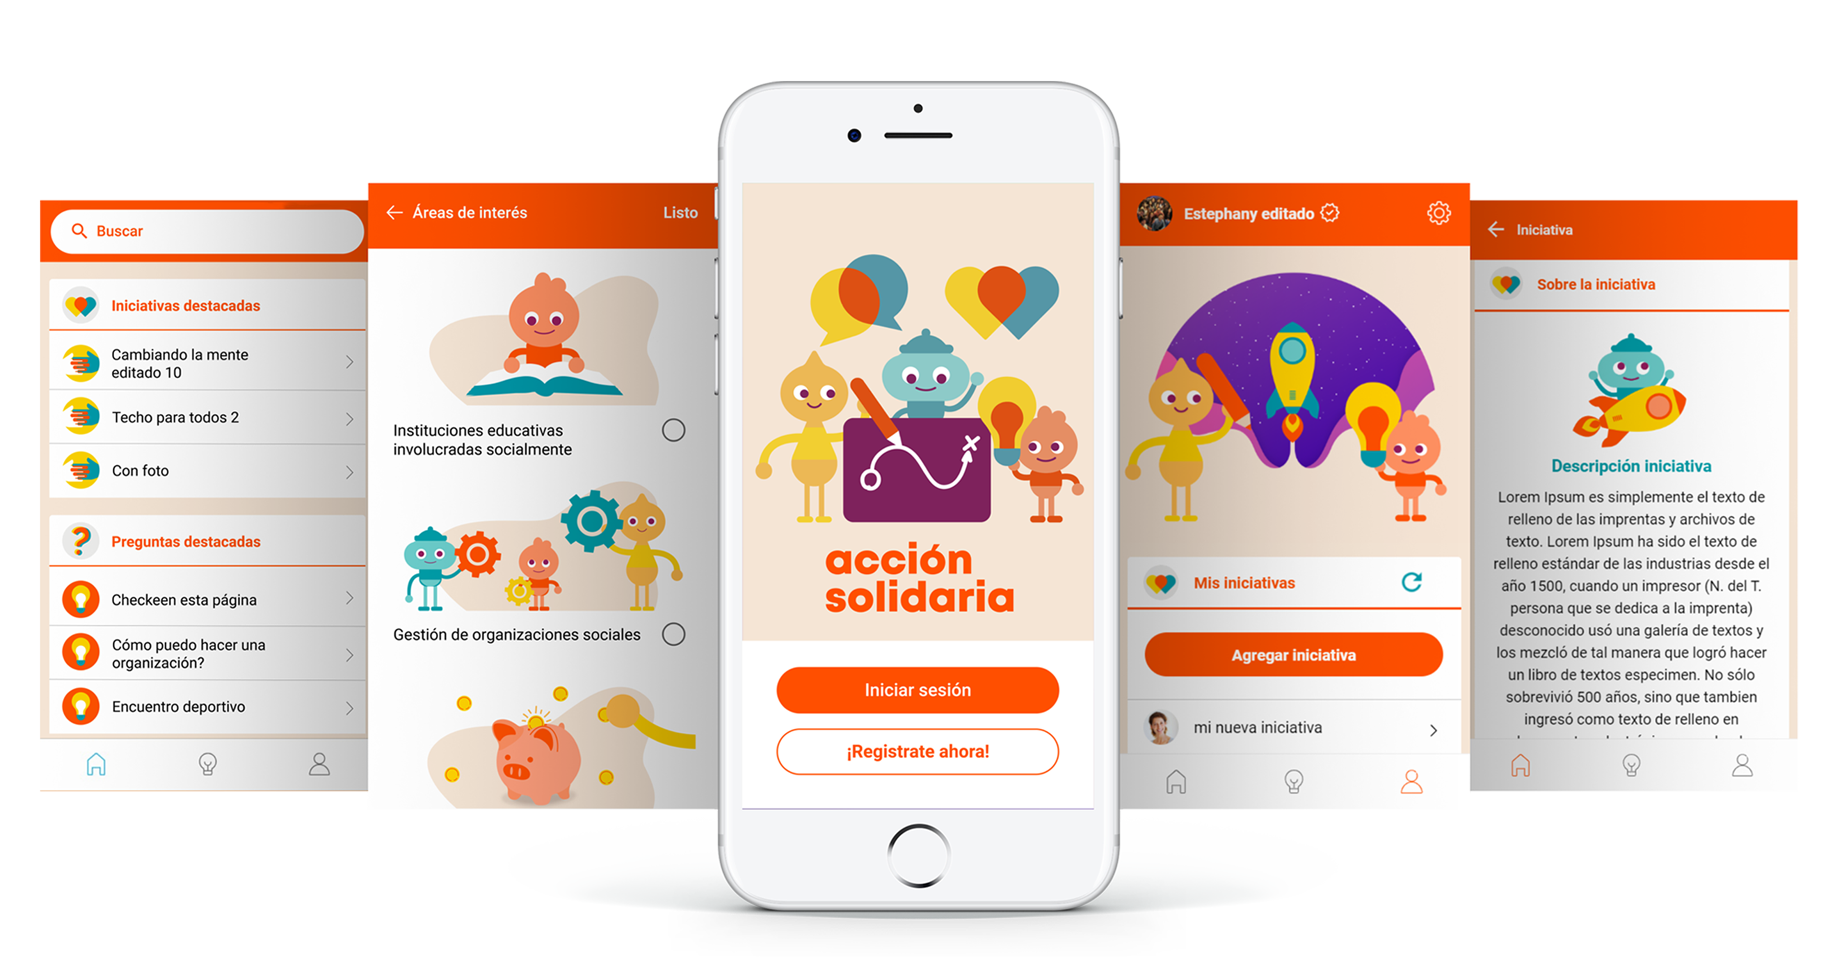 Buscar
Iniciativas destacadas
Cambiando la mente
editado 10
Techo para todos 2
Con foto
?
Preguntas destacadas
Checkeen esta página
Cómo puedo hacer una
organización?
Encuentro deportivo
Áreas de interés
Listo
Instituciones educativas
involucradas socialmente
Gestión de organizaciones sociales
acción
solidaria
Iniciar sesión
¡Registrate ahora!
Estephany editado
Mis iniciativas
Agregar iniciativa
mi nueva iniciativa
Iniciativa
Sobre la iniciativa
Descripción iniciativa
Lorem Ipsum es simplemente el texto de
relleno de las imprentas y archivos de
texto. Lorem Ipsum ha sido el texto de
relleno estándar de las industrias desde el
año 1500, cuando un impresor (N. del T.
persona que se dedica a la imprenta)
desconocido usó una galería de textos y
los mezcló de tal manera que logró hacer
un libro de textos especimen. No sólo
sobrevivió 500 años, sino que tambien
ingresó como texto de relleno en